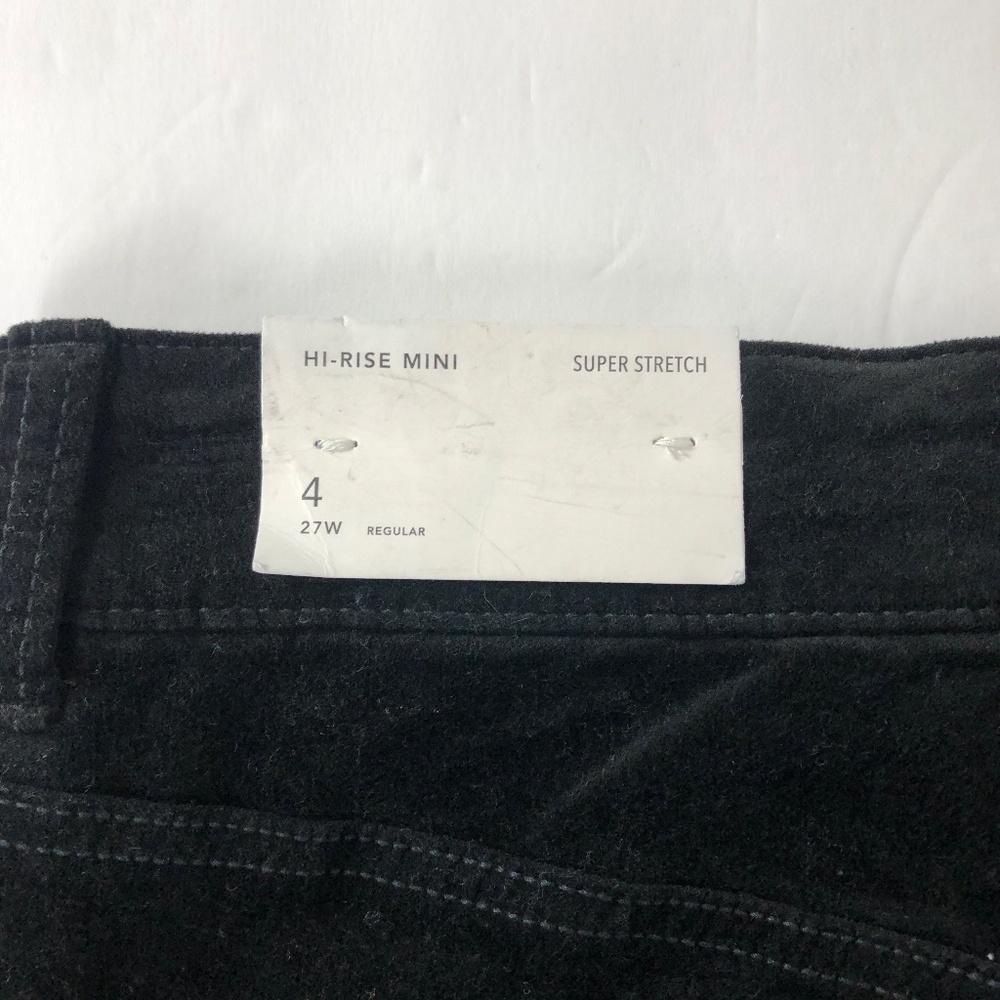 HI-RISE MINI SUPER STRETCH
4
27W REGULAR